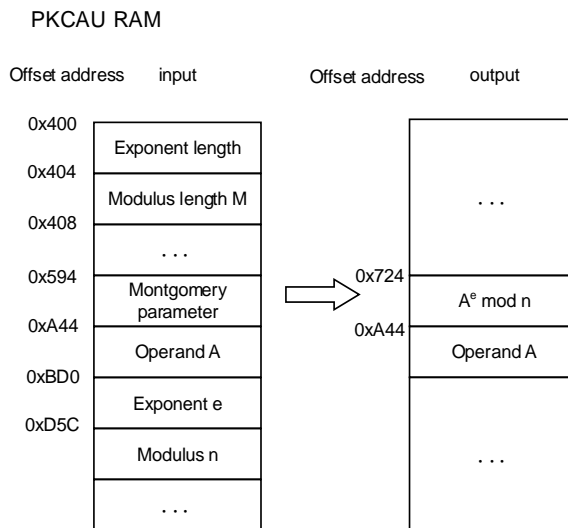 PKCAU RAM
Offset address input
0x400
Exponent length
0x404
Modulus length M
0x408
. . .
0x594
Montgomery
parameter
0xA44
Operand A
0xBD0
Exponent e
0xD5C
Modulus n
. . .
Offset address output
. . .
0x724
Aᵉ mod n
0xA44
Operand A
. . .